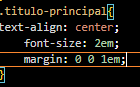 .titulo-principal{
text-align: center;
font-size: 2em;
margin: 0 0 1em;
}